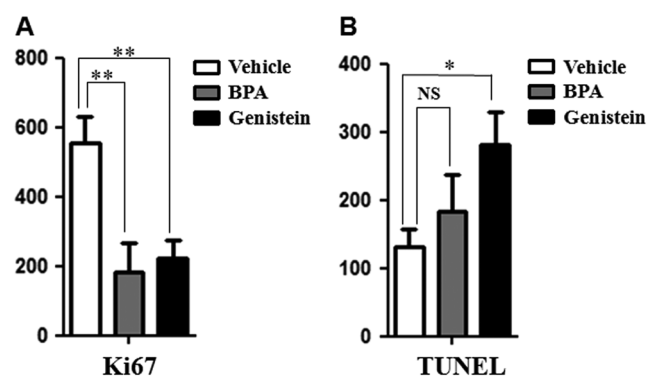 A
800
600
400
200
0
**
**
Vehicle
BPA
Genistein
Ki67
B
400
300
200
100
0
*
NS
Vehicle
BPA
Genistein
TUNEL